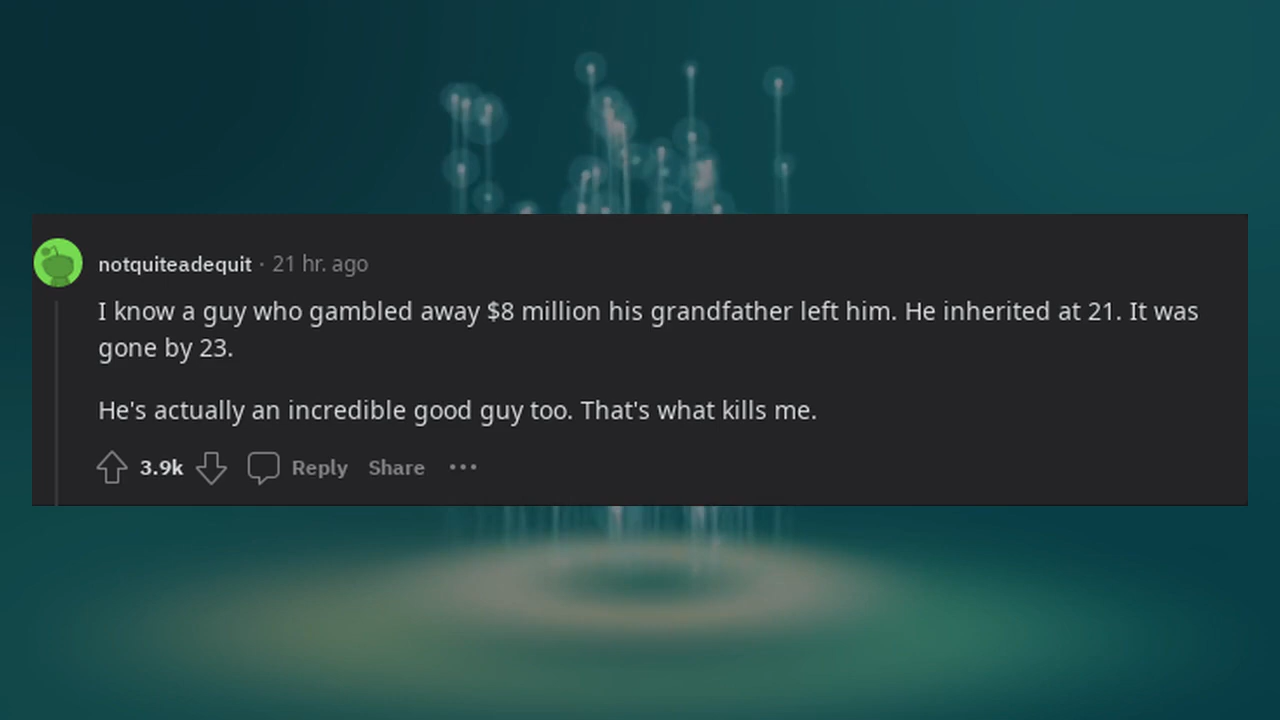 notquiteadequit · 21 hr. ago
I know a guy who gambled away $8 million his grandfather left him. He inherited at 21. It was
gone by 23.
He's actually an incredible good guy too. That's what kills me.
3.9k Reply Share ···